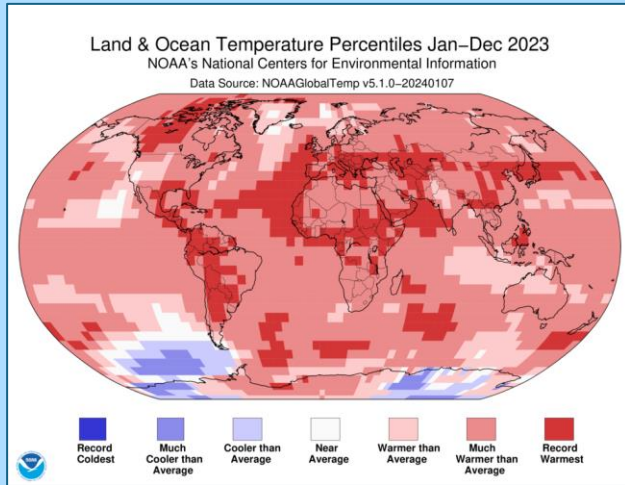 Land & Ocean Temperature Percentiles Jan–Dec 2023
NOAA's National Centers for Environmental Information
Data Source: NOAAGlobalTemp v5.1.0–20240107
Record
Coldest
Much
Cooler than
Average
Cooler than
Average
Near
Average
Warmer than
Average
Much
Warmer than
Average
Record
Warmest
NOAA